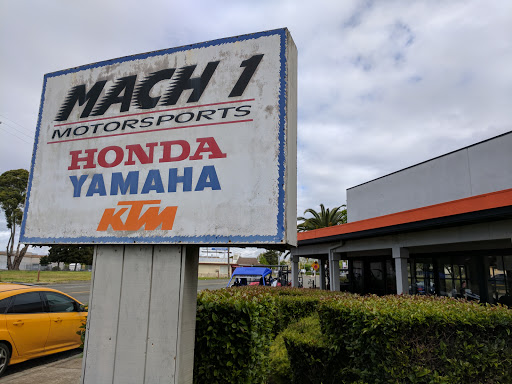 MACH 1
MOTORSPORTS
HONDA
YAMAHA
KTM